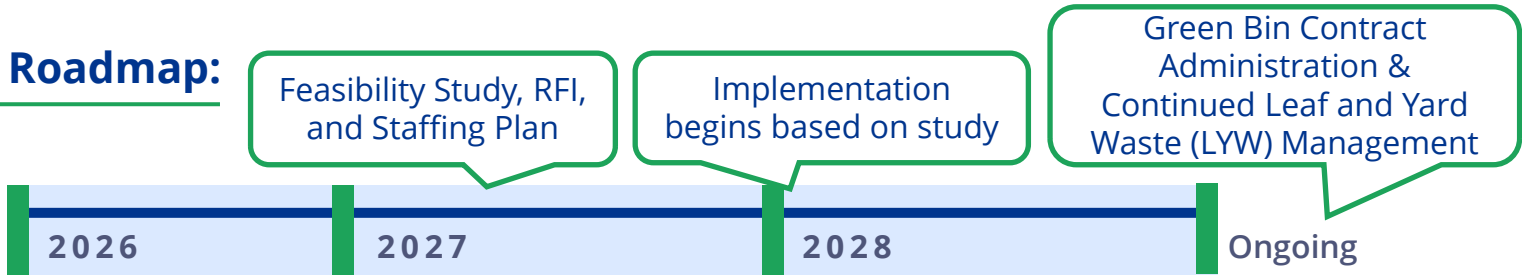 Roadmap:
Feasibility Study, RFI,
and Staffing Plan
Implementation
begins based on study
Green Bin Contract
Administration &
Continued Leaf and Yard
Waste (LYW) Management
2026
2027
2028
Ongoing